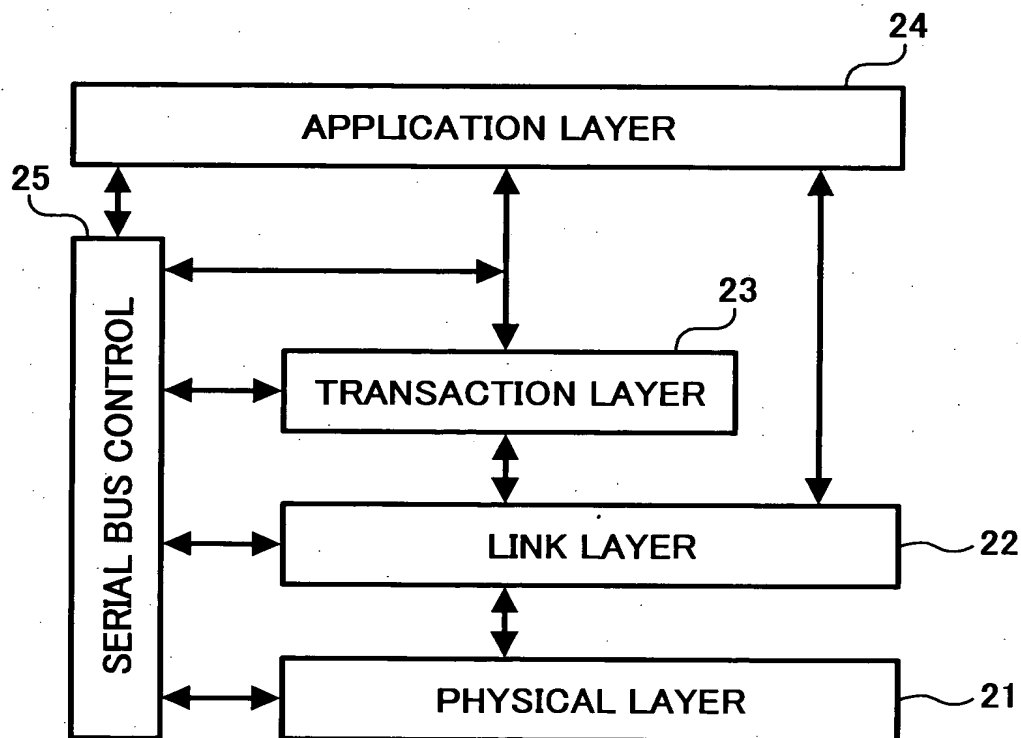 24
APPLICATION LAYER
25
23
TRANSACTION LAYER
SERIAL BUS CONTROL
LINK LAYER
22
PHYSICAL LAYER
21